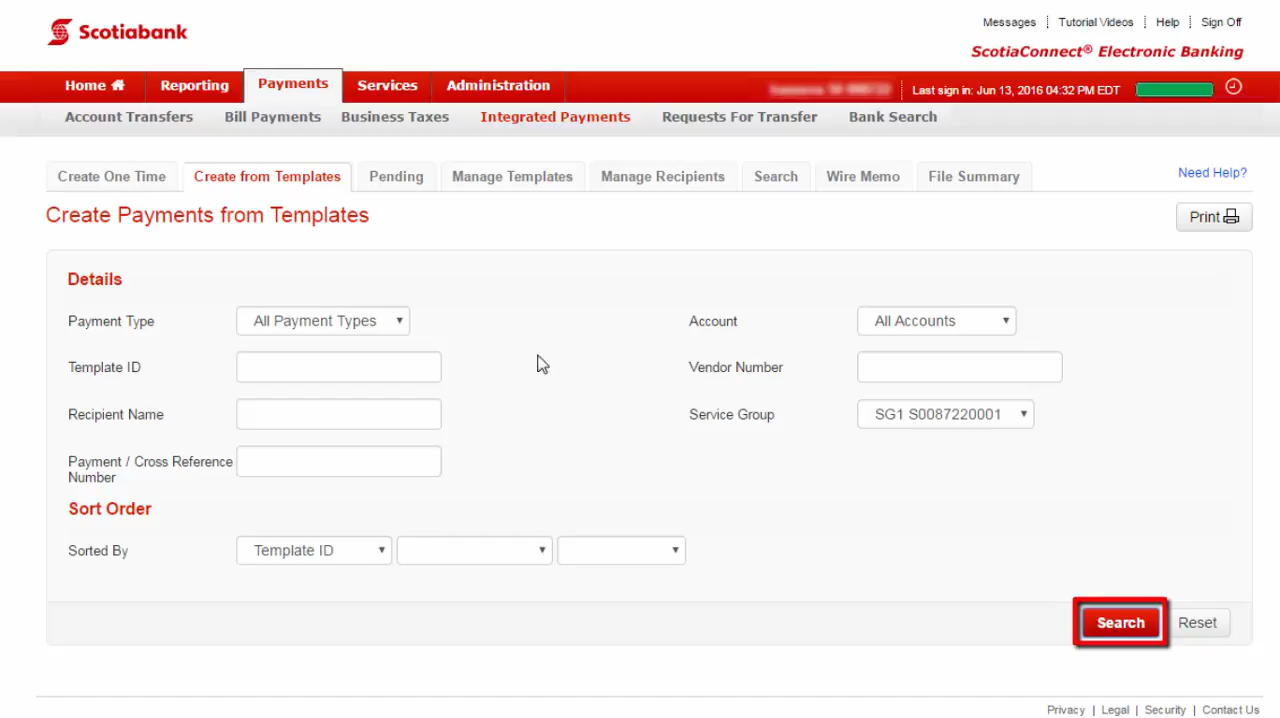 Scotiabank
Messages Tutorial Videos Help Sign Off
ScotiaConnect® Electronic Banking
Home Reporting Payments Services Administration
Last sign in: Jun 13, 2016 04:32 PM EDT
Account Transfers Bill Payments Business Taxes Integrated Payments Requests For Transfer Bank Search
Create One Time Create from Templates Pending Manage Templates Manage Recipients Search Wire Memo File Summary
Need Help?
Create Payments from Templates
Print
Details
Payment Type All Payment Types Account All Accounts
Template ID Vendor Number
Recipient Name Service Group SG1 S0087220001
Payment / Cross Reference
Number
Sort Order
Sorted By Template ID
Search Reset
Privacy | Legal | Security | Contact Us